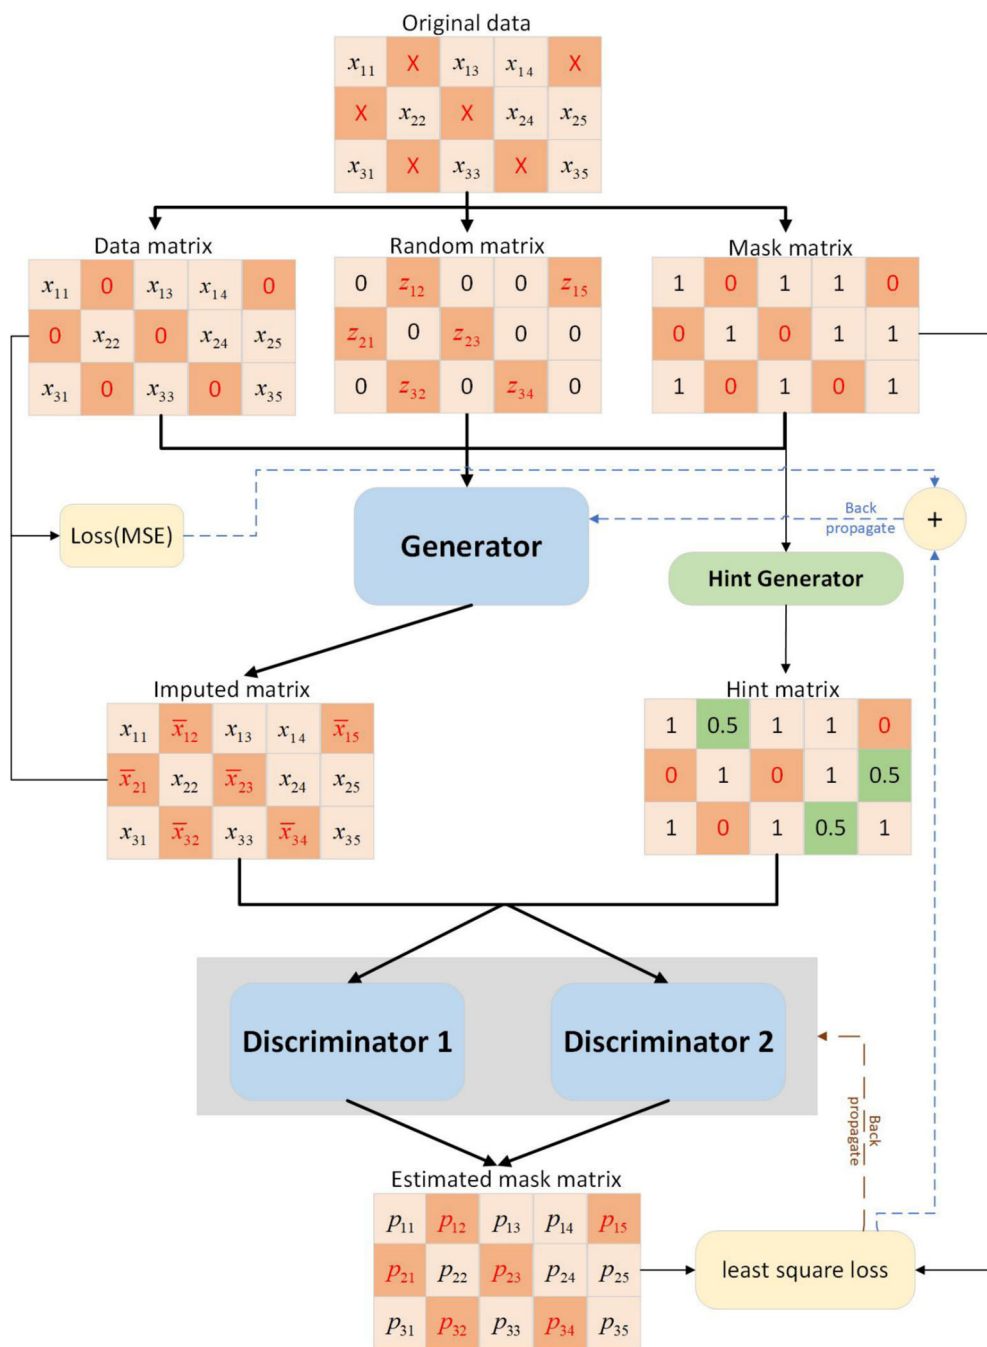 Original data
x11 X x13 x14 X
X x22 X x24 x25
x31 X x33 X x35
Data matrix Random matrix Mask matrix
x11 0 x13 x14 0 0 z12 0 0 z15 1 0 1 1 0
0 x22 0 x24 x25 z21 0 z23 0 0 0 1 0 1 1
x31 0 x33 0 x35 0 z32 0 z34 0 1 0 1 0 1
Loss(MSE)
Generator
Back
propagate
+
Hint Generator
Imputed matrix Hint matrix
x11 x̅12 x13 x14 x̅15 1 0.5 1 1 0
x̅21 x22 x̅23 x24 x25 0 1 0 1 0.5
x31 x̅32 x33 x̅34 x35 1 0 1 0.5 1
Discriminator 1 Discriminator 2
Back
propagate
Estimated mask matrix
p11 p12 p13 p14 p15
p21 p22 p23 p24 p25
p31 p32 p33 p34 p35
least square loss